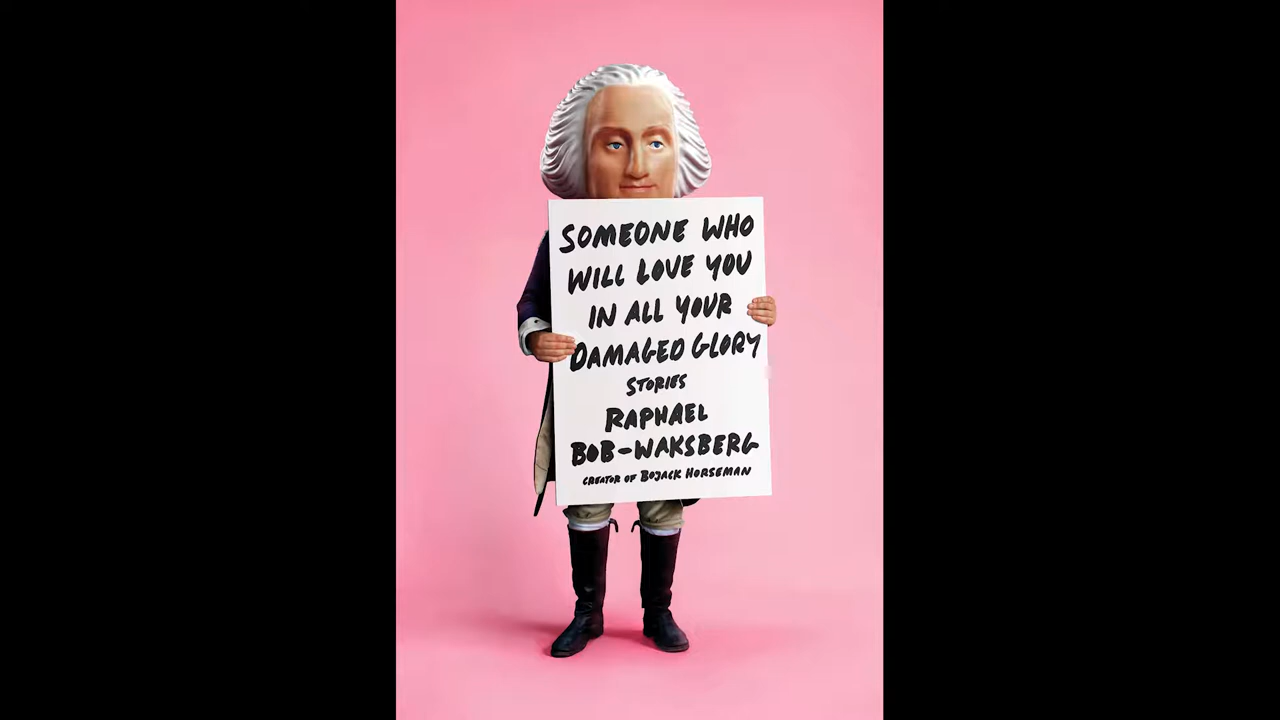 SOMEONE WHO
WILL LOVE YOU
IN ALL YOUR
DAMAGED GLORY
STORIES
RAPHAEL
BOB-WAKSBERG
CREATOR OF BOJACK HORSEMAN